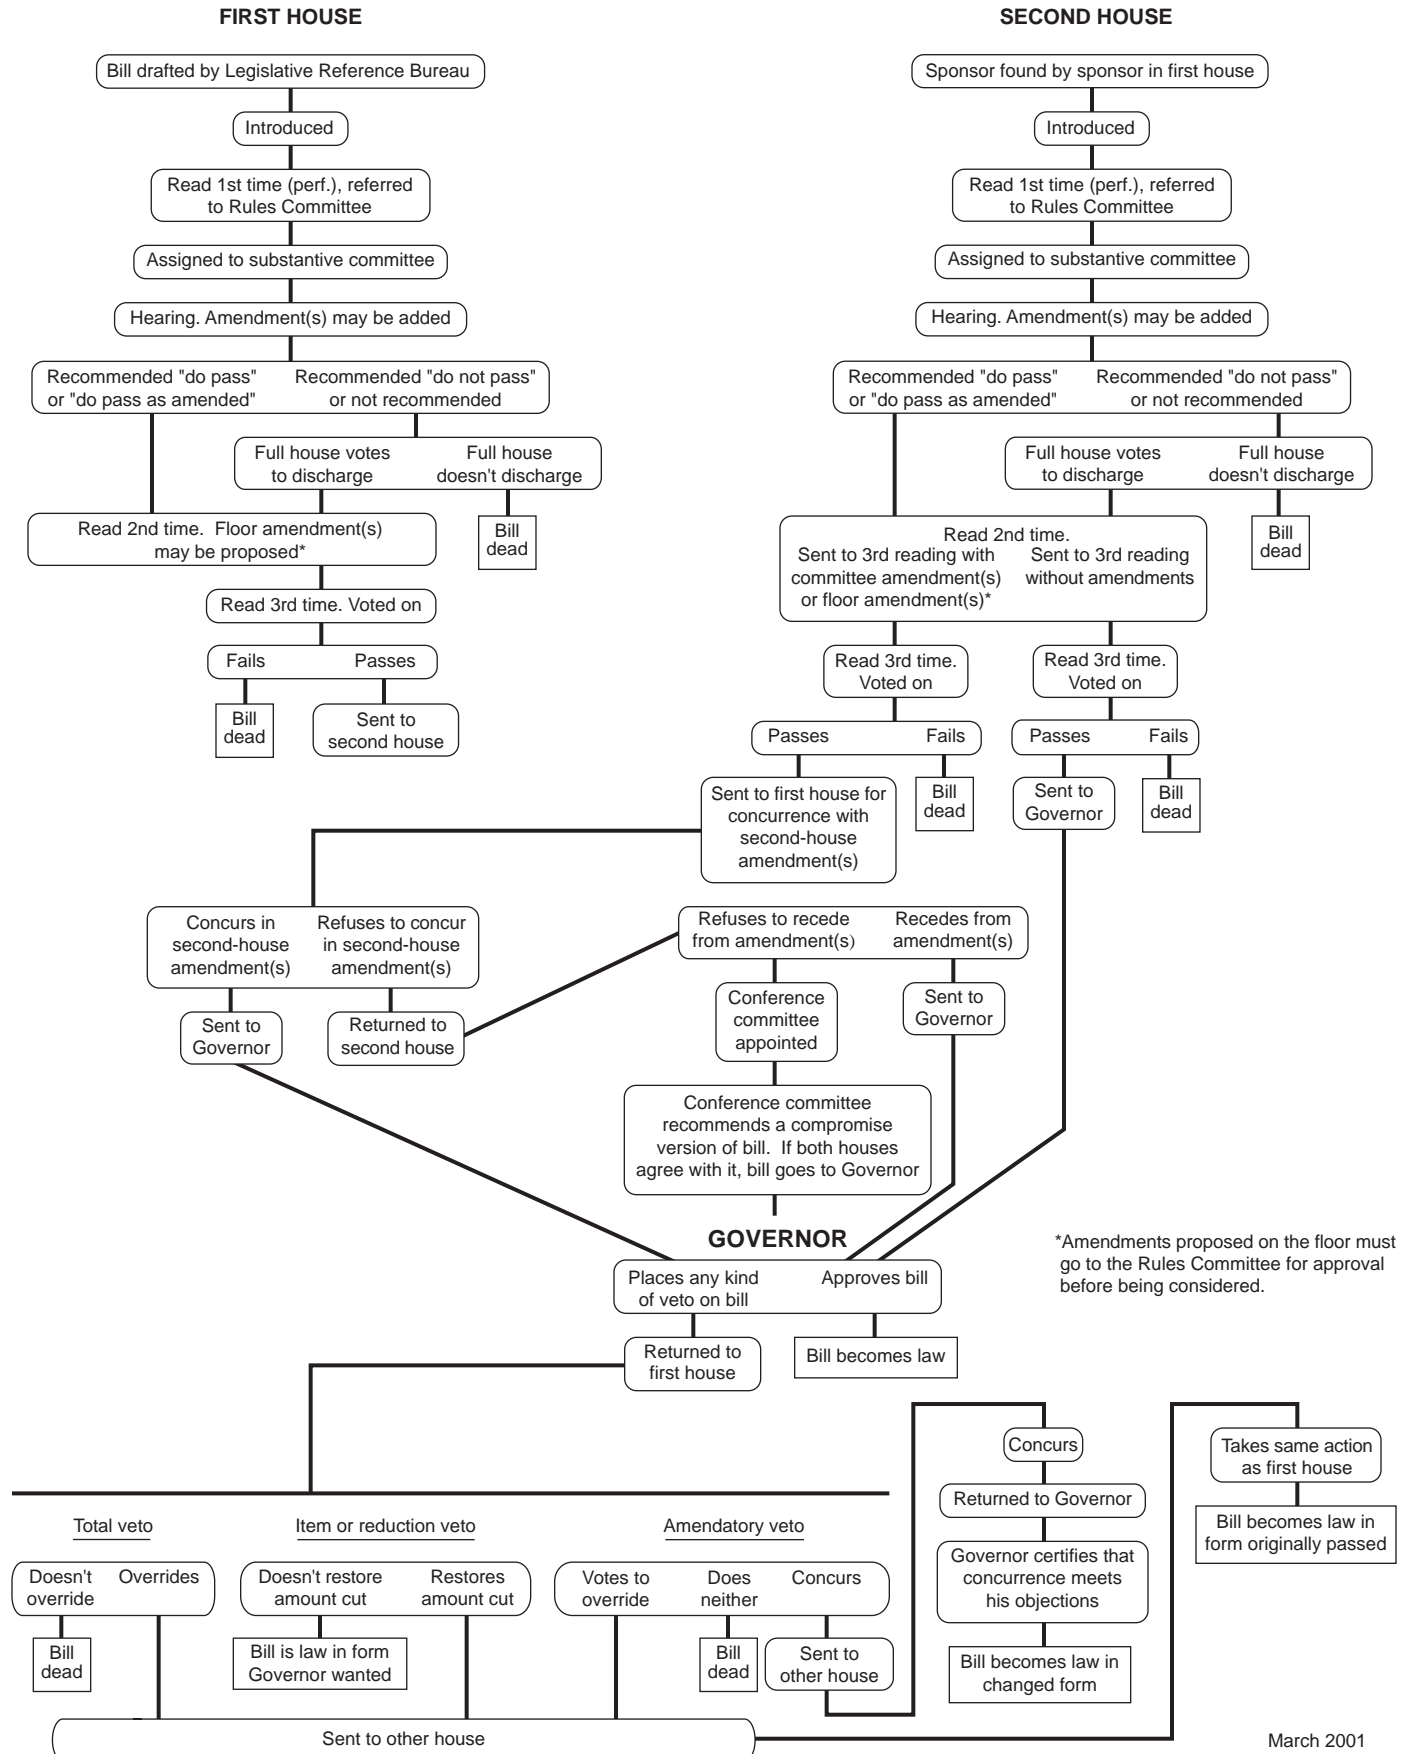 FIRST HOUSE
Bill drafted by Legislative Reference Bureau
Introduced
Read 1st time (perf.), referred
to Rules Committee
Assigned to substantive committee
Hearing. Amendment(s) may be added
Recommended "do pass"
or "do pass as amended"
Recommended "do not pass"
or not recommended
Full house votes
to discharge
Full house
doesn't discharge
Read 2nd time. Floor amendment(s)
may be proposed*
Bill
dead
Read 3rd time. Voted on
Fails
Passes
Bill
dead
Sent to
second house
SECOND HOUSE
Sponsor found by sponsor in first house
Introduced
Read 1st time (perf.), referred
to Rules Committee
Assigned to substantive committee
Hearing. Amendment(s) may be added
Recommended "do pass"
or "do pass as amended"
Recommended "do not pass"
or not recommended
Full house votes
to discharge
Full house
doesn't discharge
Bill
dead
Read 2nd time.
Sent to 3rd reading with
committee amendment(s)
or floor amendment(s)*
Sent to 3rd reading
without amendments
Read 3rd time.
Voted on
Read 3rd time.
Voted on
Passes
Fails
Passes
Fails
Sent to first house for
concurrence with
second-house
amendment(s)
Bill
dead
Sent to
Governor
Bill
dead
Concurs in
second-house
amendment(s)
Refuses to concur
in second-house
amendment(s)
Sent to
Governor
Returned to
second house
Refuses to recede
from amendment(s)
Recedes from
amendment(s)
Conference
committee
appointed
Sent to
Governor
Conference committee
recommends a compromise
version of bill. If both houses
agree with it, bill goes to Governor
GOVERNOR
*Amendments proposed on the floor must
go to the Rules Committee for approval
before being considered.
Places any kind
of veto on bill
Approves bill
Returned to
first house
Bill becomes law
Total veto
Item or reduction veto
Amendatory veto
Doesn't
override
Overrides
Doesn't restore
amount cut
Restores
amount cut
Votes to
override
Does
neither
Concurs
Bill
dead
Bill is law in form
Governor wanted
Bill
dead
Sent to
other house
Sent to other house
Concurs
Returned to Governor
Governor certifies that
concurrence meets
his objections
Bill becomes law in
changed form
Takes same action
as first house
Bill becomes law in
form originally passed
March 2001